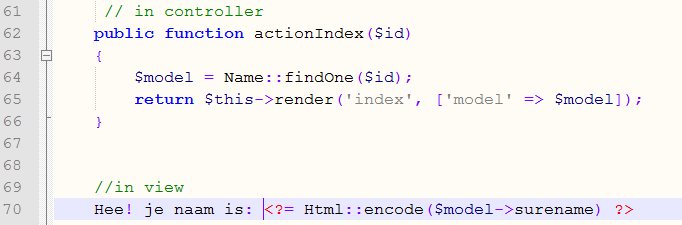 61 // in controller
62 public function actionIndex($id)
63 {
64 $model = Name::findOne($id);
65 return $this->render('index', ['model' => $model]);
66 }
67
68
69 //in view
70 Hee! je naam is: <?= Html::encode($model->surename) ?>